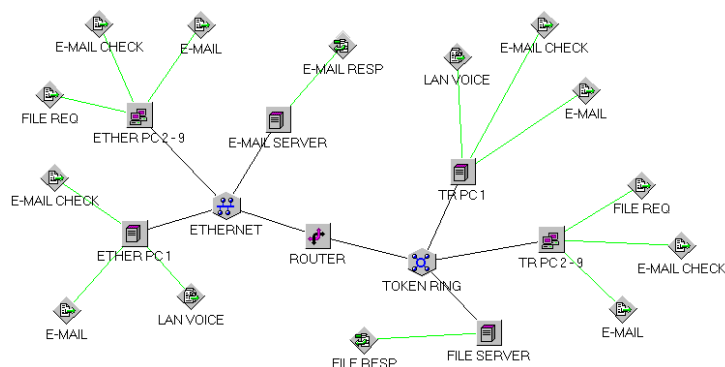 E-MAIL CHECK
E-MAIL
E-MAIL RESP
E-MAIL CHECK
LAN VOICE
E-MAIL
FILE REQ
ETHER PC 2 - 9
E-MAIL SERVER
TR PC 1
E-MAIL CHECK
FILE REQ
ETHERNET
ETHER PC 1
ROUTER
TR PC 2 - 9
E-MAIL CHECK
TOKEN RING
E-MAIL
LAN VOICE
E-MAIL
FILE RESP
FILE SERVER